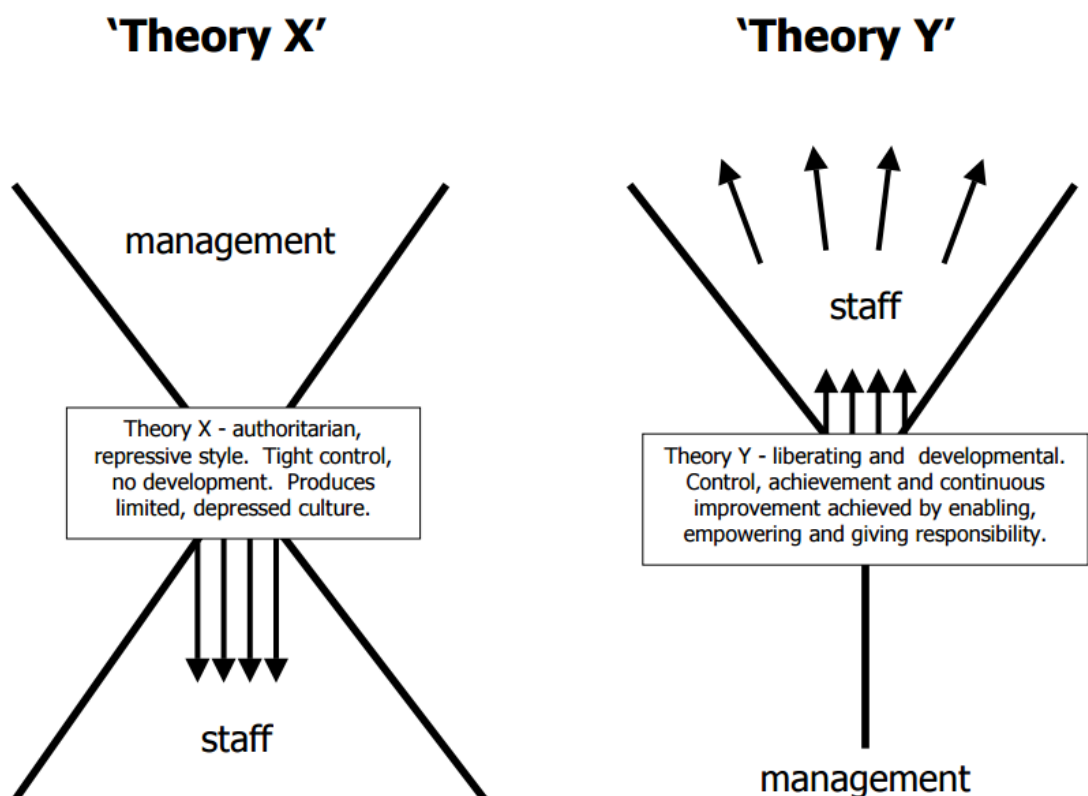 ‘Theory X’
management
Theory X - authoritarian,
repressive style. Tight control,
no development. Produces
limited, depressed culture.
staff
‘Theory Y’
staff
Theory Y - liberating and developmental.
Control, achievement and continuous
improvement achieved by enabling,
empowering and giving responsibility.
management